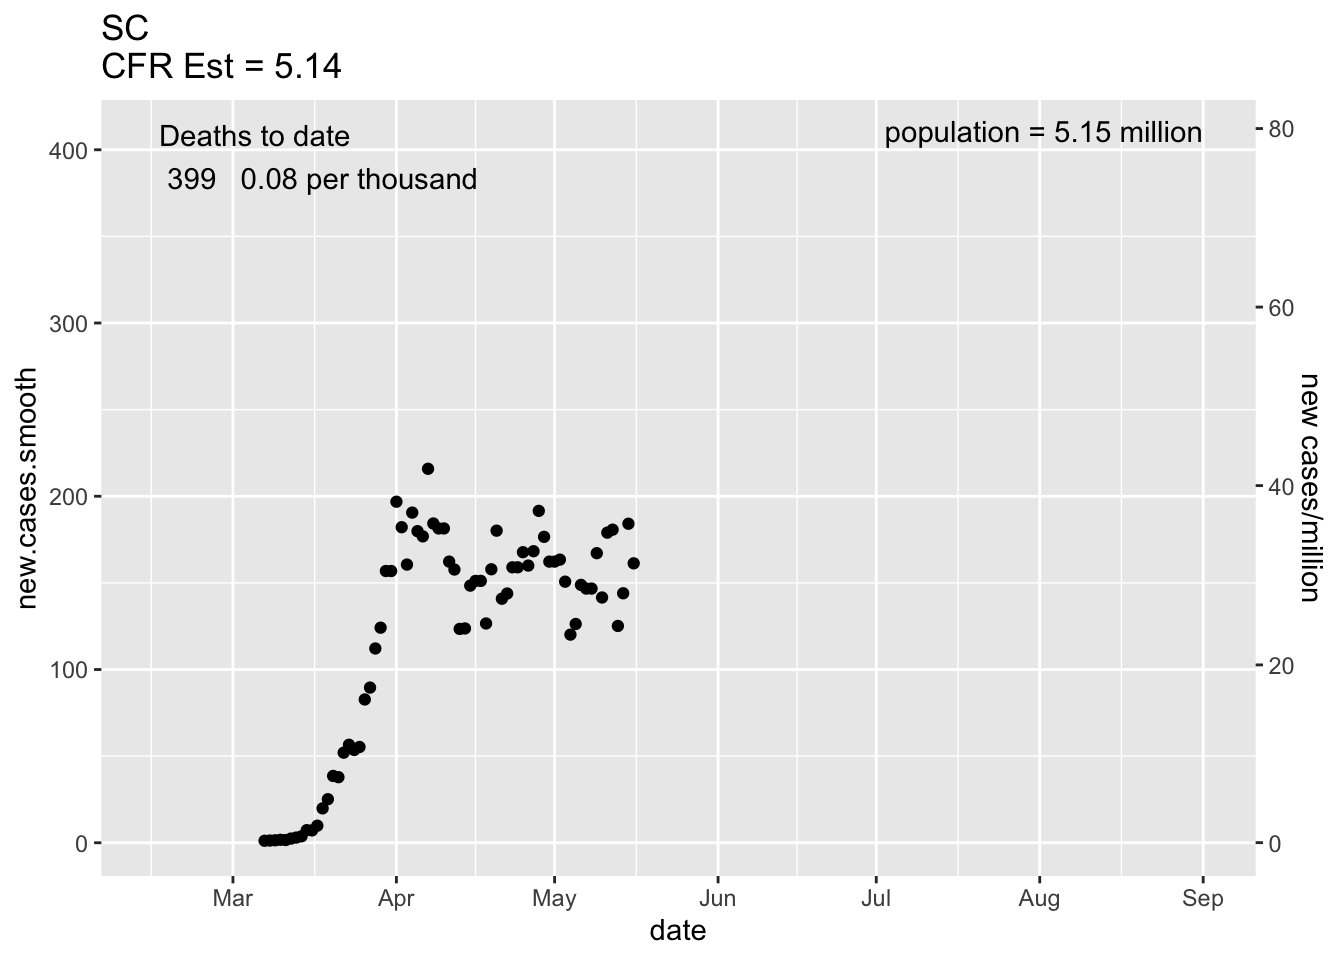 SC
CFR Est = 5.14
Deaths to date
399 0.08 per thousand
population = 5.15 million
400
300
200
100
0
new.cases.smooth
80
60
40
20
0
new cases/million
Mar Apr May Jun Jul Aug Sep
date